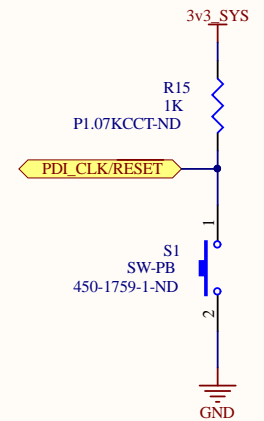 3v3_SYS
R15
1K
P1.07KCCT-ND
PDI_CLK/RESET
1
S1
SW-PB
450-1759-1-ND
2
GND